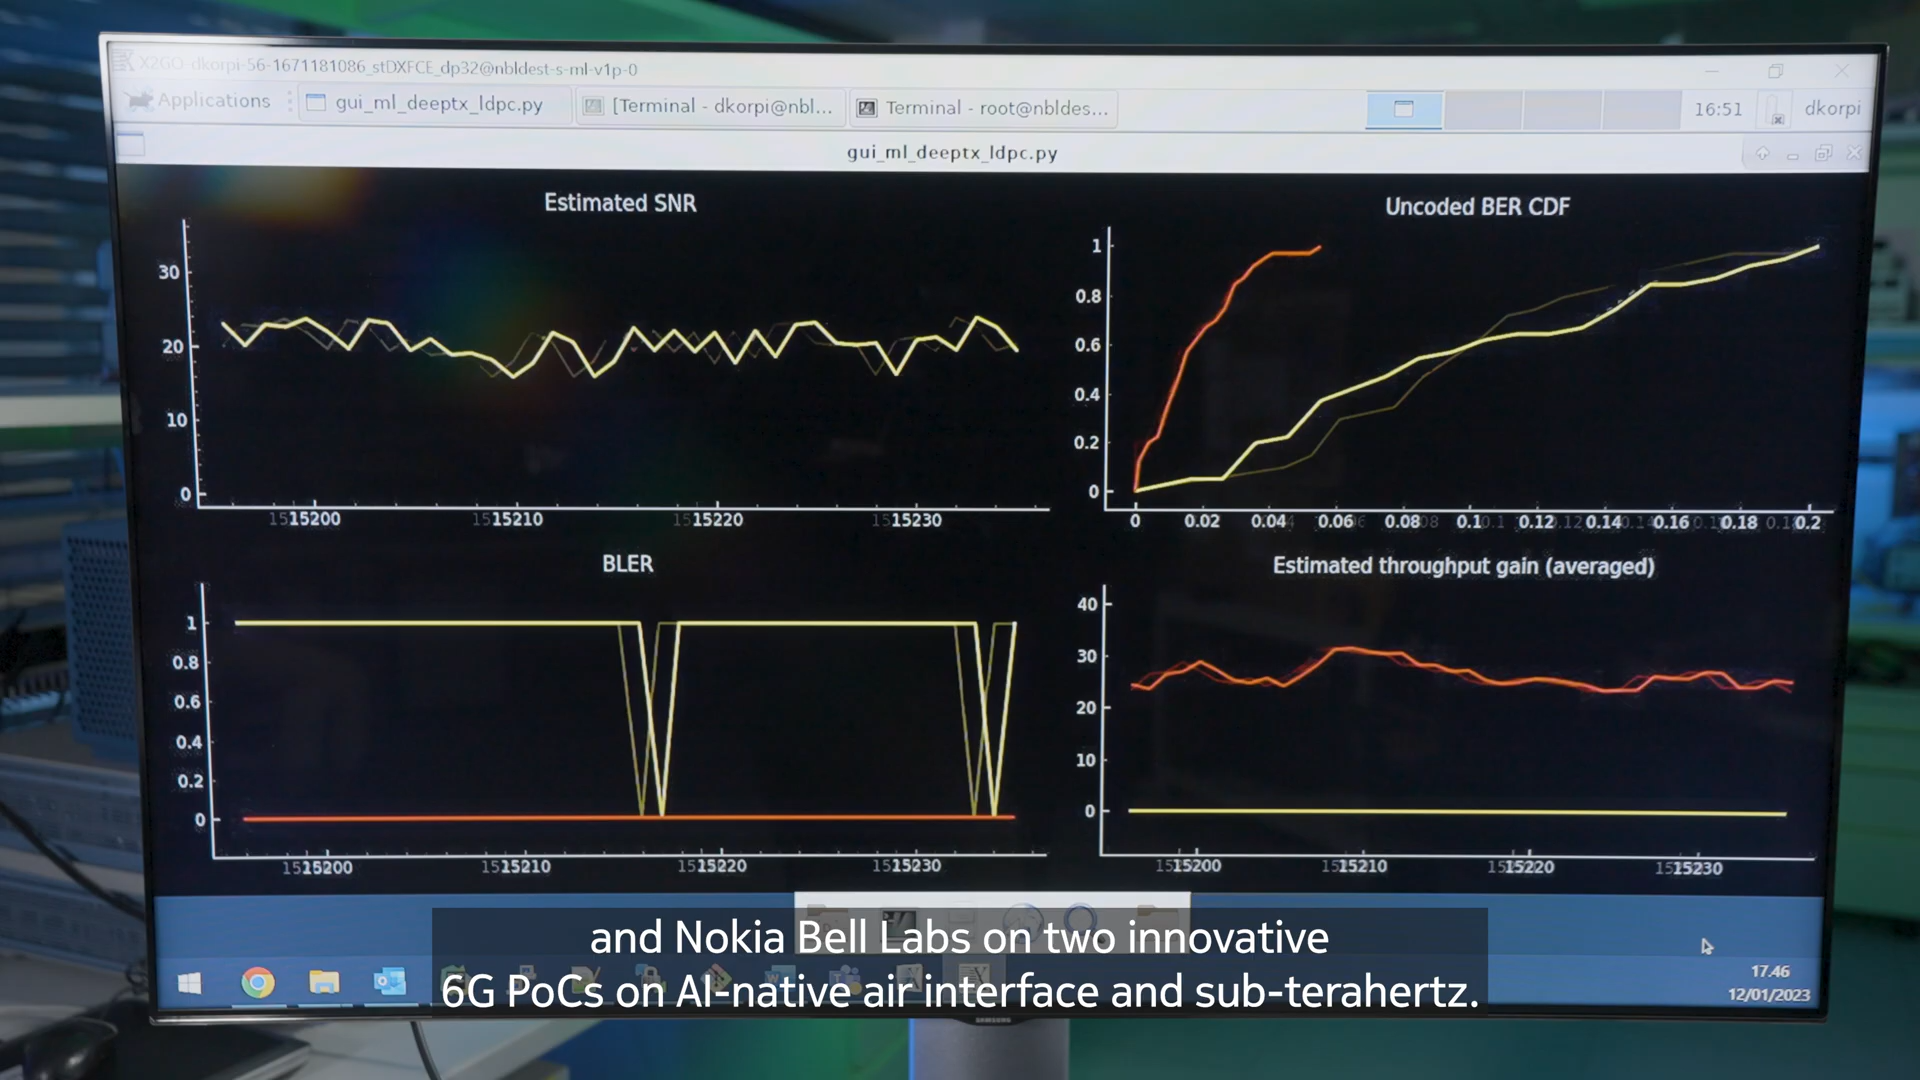 X2GO-dkorpi-56-1671181086_stDXFCE_dp32@nbldest-s-ml-v1p-0
Applications
gui_ml_deeptx_ldpc.py
[Terminal - dkorpi@nbl...
Terminal - root@nbldes...
16:51
dkorpi
gui_ml_deeptx_ldpc.py
Estimated SNR
30
20
10
0
15200 15210 15220 15230
Uncoded BER CDF
1
0.8
0.6
0.4
0.2
0
0 0.02 0.04 0.06 0.08 0.1 0.12 0.14 0.16 0.18 0.2
BLER
1
0.8
0.6
0.4
0.2
0
15200 15210 15220 15230
Estimated throughput gain (averaged)
40
30
20
10
0
15200 15210 15220 15230
and Nokia Bell Labs on two innovative
6G PoCs on AI-native air interface and sub-terahertz.
17.46
12/01/2023
SAMSUNG